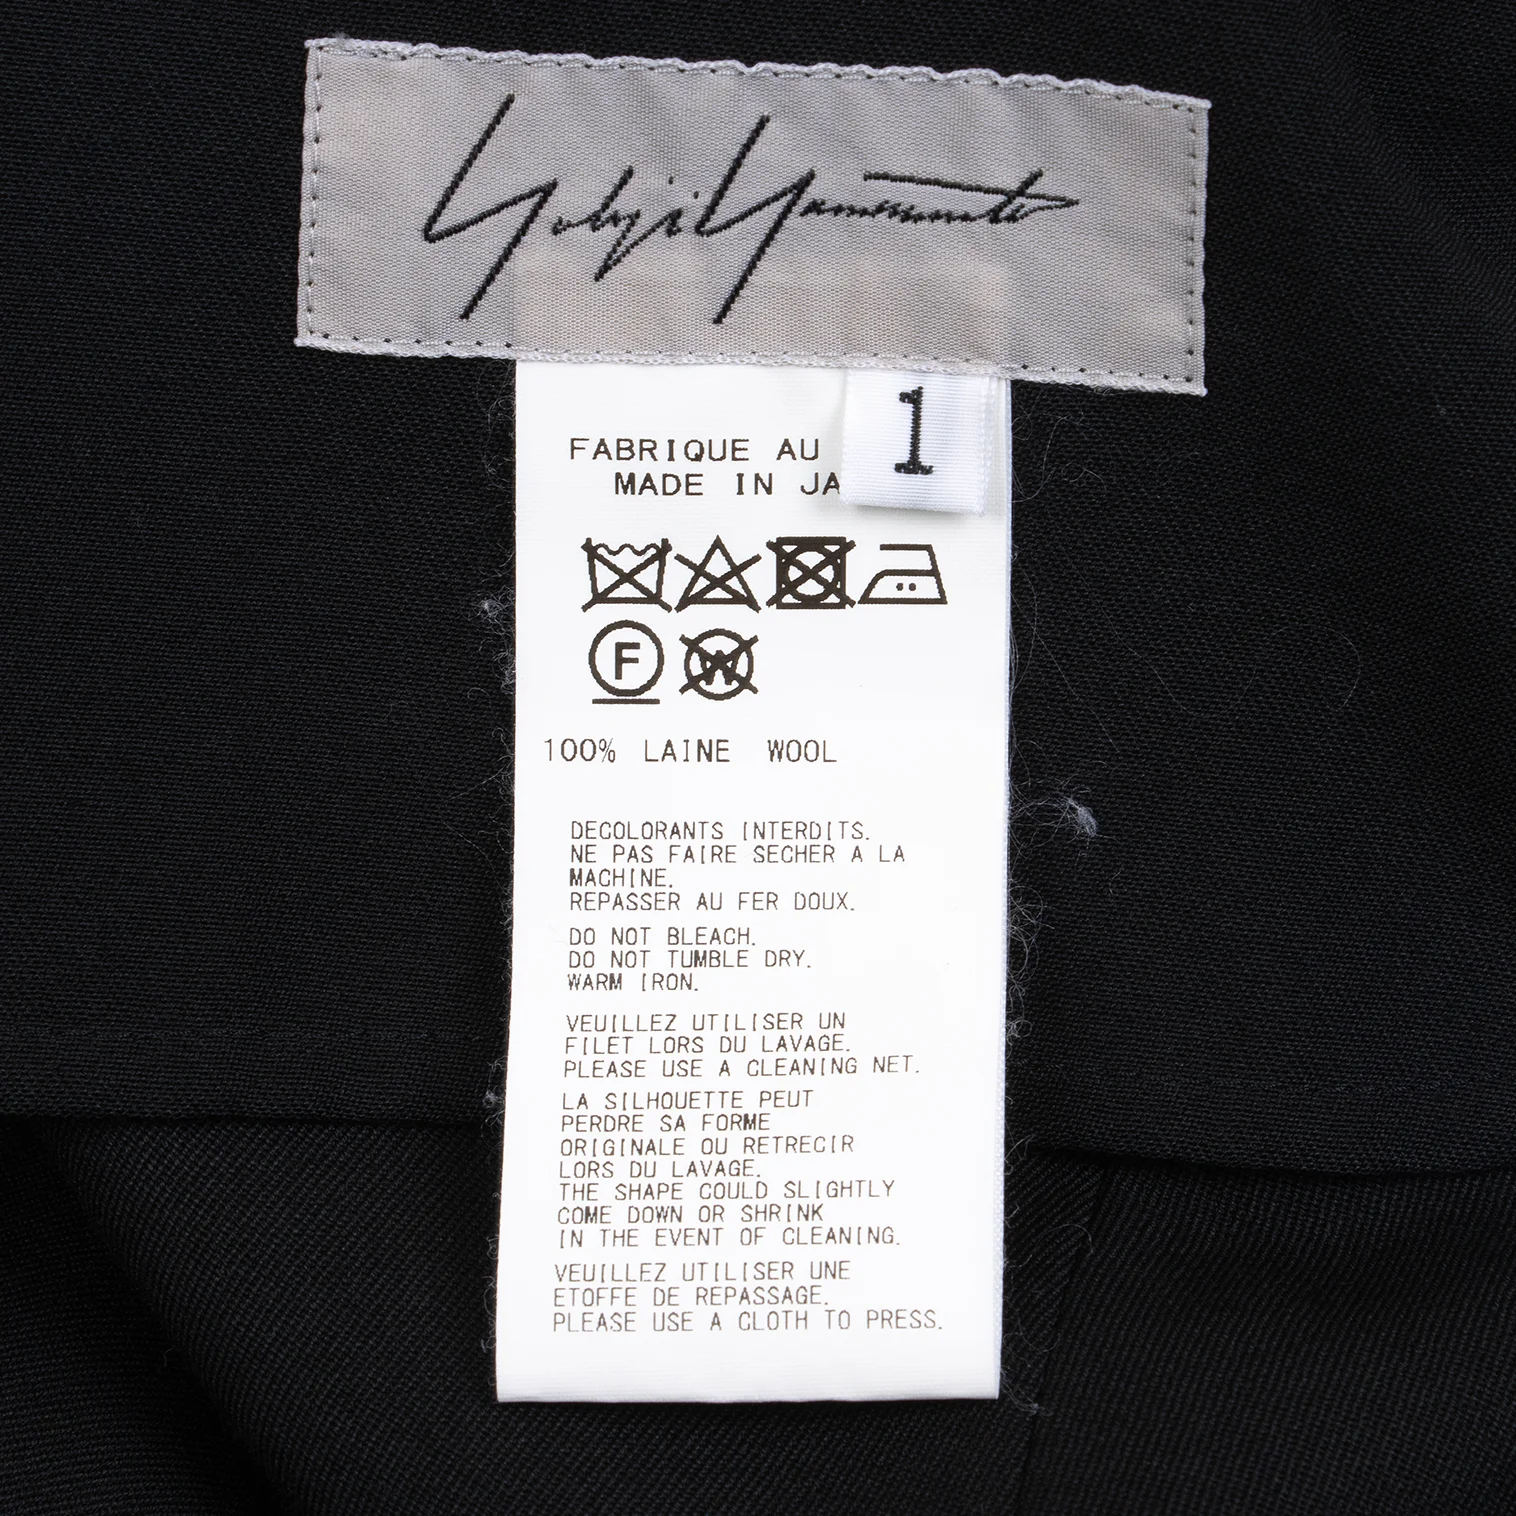 Yohji Yamamoto
1
FABRIQUE AU
MADE IN JA
F W
100% LAINE WOOL
DECOLORANTS INTERDITS.
NE PAS FAIRE SECHER A LA
MACHINE.
REPASSER AU FER DOUX.
DO NOT BLEACH.
DO NOT TUMBLE DRY.
WARM IRON.
VEUILLEZ UTILISER UN
FILET LORS DU LAVAGE.
PLEASE USE A CLEANING NET.
LA SILHOUETTE PEUT
PERDRE SA FORME
ORIGINALE OU RETRECIR
LORS DU LAVAGE.
THE SHAPE COULD SLIGHTLY
COME DOWN OR SHRINK
IN THE EVENT OF CLEANING.
VEUILLEZ UTILISER UNE
ETOFFE DE REPASSAGE.
PLEASE USE A CLOTH TO PRESS.